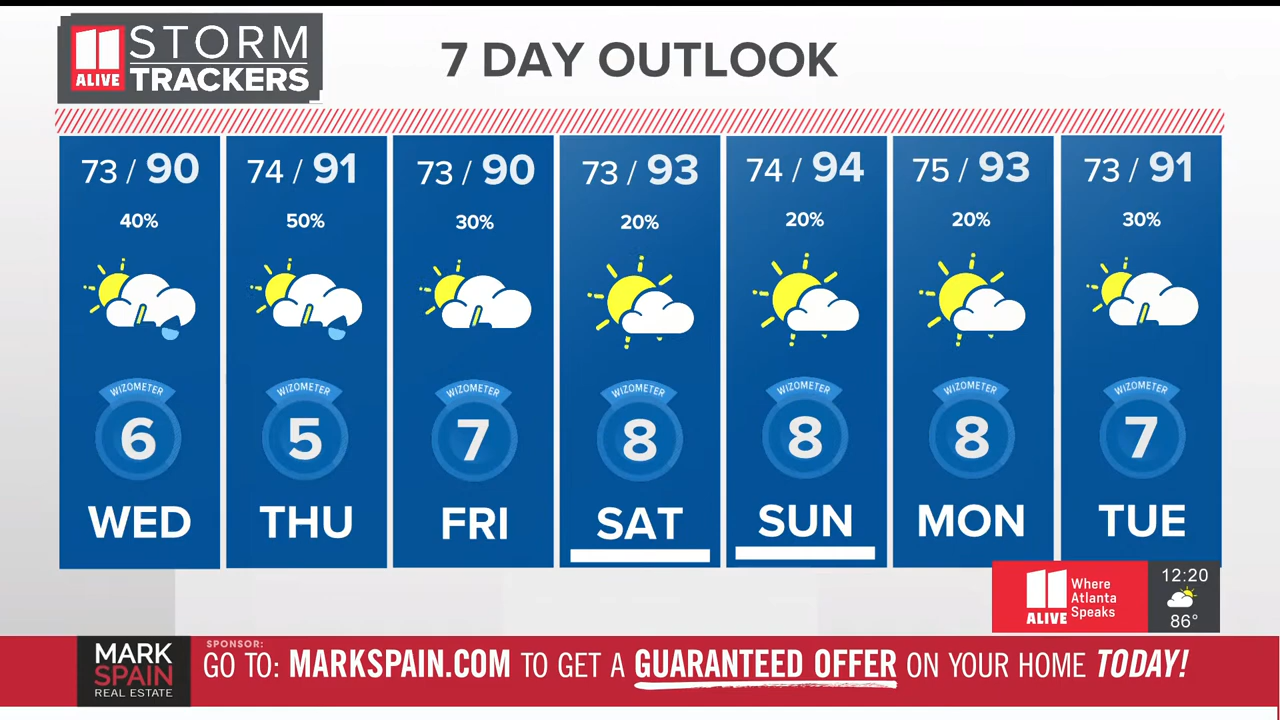 11 ALIVE
STORM
TRACKERS
7 DAY OUTLOOK
73 / 90
40%
WIZOMETER
6
WED
74 / 91
50%
WIZOMETER
5
THU
73 / 90
30%
WIZOMETER
7
FRI
73 / 93
20%
WIZOMETER
8
SAT
74 / 94
20%
WIZOMETER
8
SUN
75 / 93
20%
WIZOMETER
8
MON
73 / 91
30%
WIZOMETER
7
TUE
11 ALIVE
Where
Atlanta
Speaks
12:20
86°
MARK
SPAIN
REAL ESTATE
SPONSOR:
GO TO: MARKSPAIN.COM TO GET A GUARANTEED OFFER ON YOUR HOME TODAY!